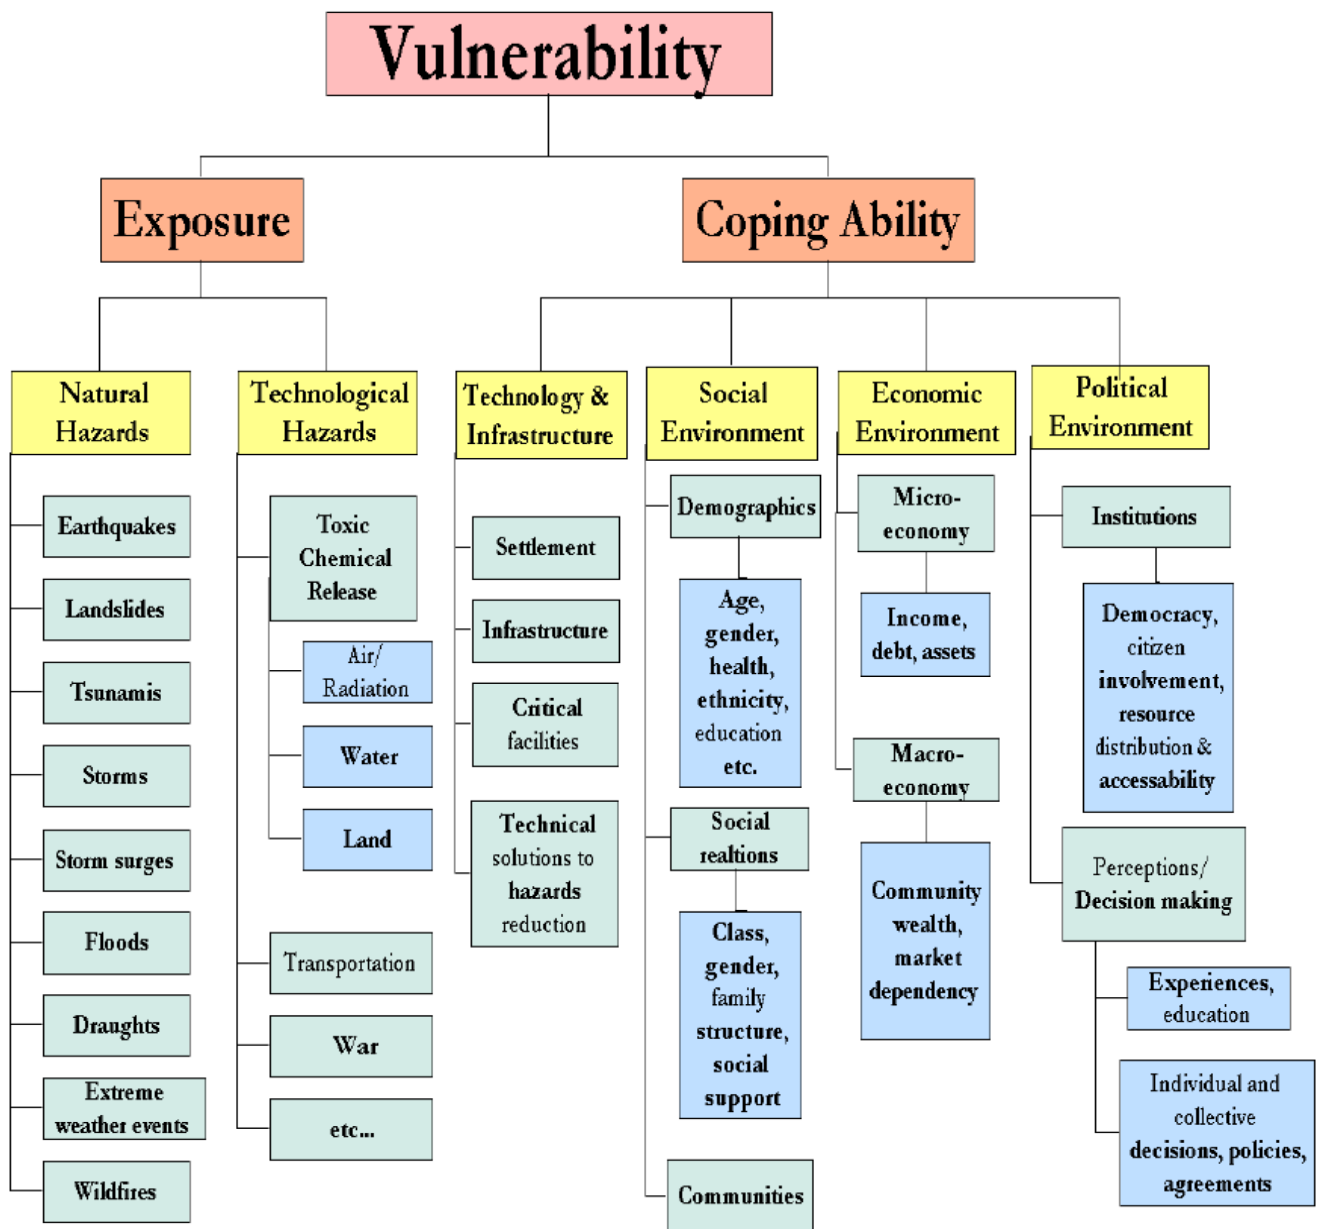 Vulnerability
Exposure
Coping Ability
Natural
Hazards
Technological
Hazards
Technology &
Infrastructure
Social
Environment
Economic
Environment
Political
Environment
Earthquakes
Landslides
Tsunamis
Storms
Storm surges
Floods
Draughts
Extreme
weather events
Wildfires
Toxic
Chemical
Release
Air/
Radiation
Water
Land
Transportation
War
etc...
Settlement
Infrastructure
Critical
facilities
Technical
solutions to
hazards
reduction
Demographics
Age,
gender,
health,
ethnicity,
education
etc.
Social
realtions
Class,
gender,
family
structure,
social
support
Communities
Micro-
economy
Income,
debt, assets
Macro-
economy
Community
wealth,
market
dependency
Institutions
Democracy,
citizen
involvement,
resource
distribution &
accessability
Perceptions/
Decision making
Experiences,
education
Individual and
collective
decisions, policies,
agreements